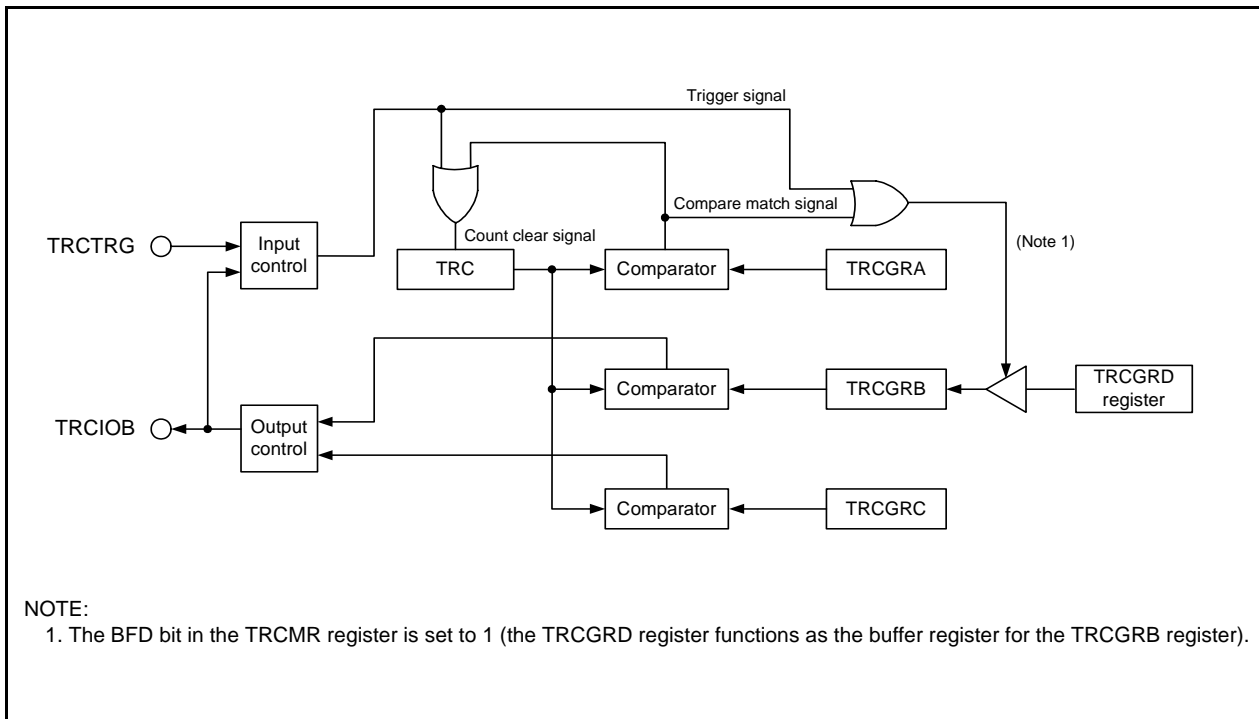 Trigger signal
Compare match signal
TRCTRG
Input
control
Count clear signal
(Note 1)
TRC
Comparator
TRCGRA
Comparator
TRCGRB
TRCGRD
register
TRCIOB
Output
control
Comparator
TRCGRC
NOTE:
1. The BFD bit in the TRCMR register is set to 1 (the TRCGRD register functions as the buffer register for the TRCGRB register).